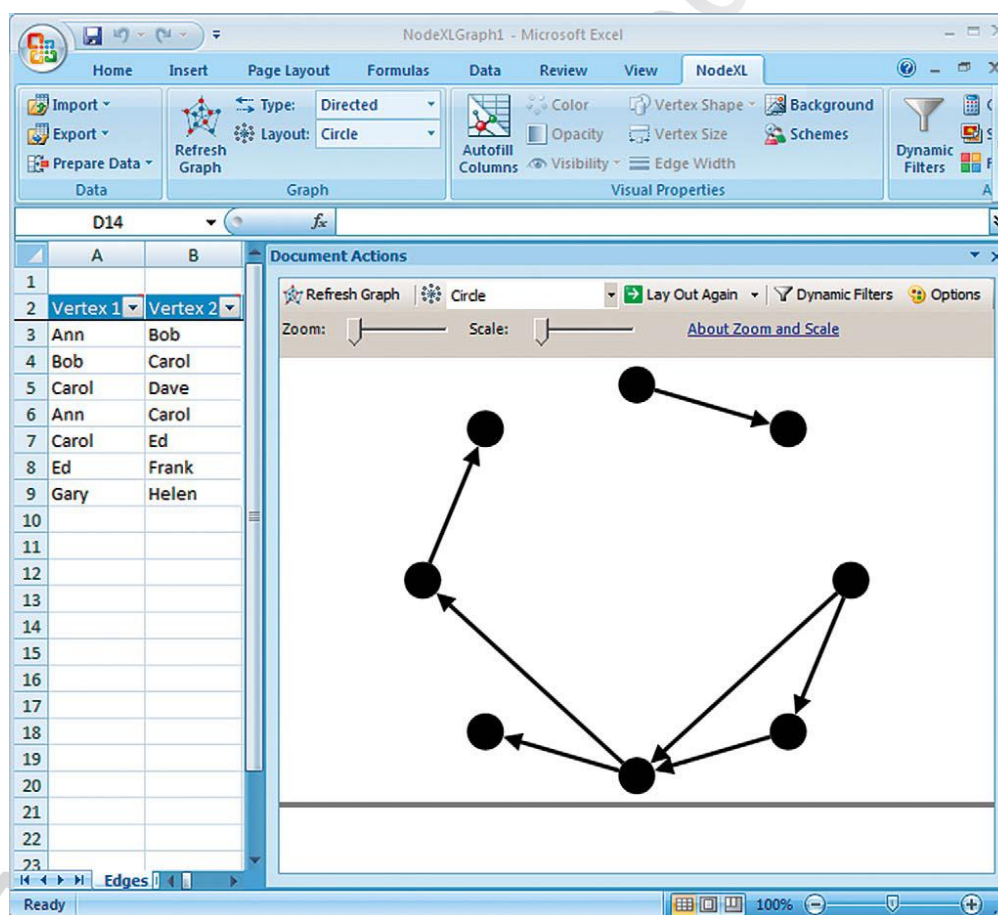 NodeXLGraph1 - Microsoft Excel
Home Insert Page Layout Formulas Data Review View NodeXL
Import Type: Directed Color Vertex Shape Background
Export Layout: Circle Opacity Vertex Size Schemes
Prepare Data Refresh Graph Autofill Columns Visibility Edge Width Dynamic Filters
Data Graph Visual Properties
D14 fx
A B Document Actions
1
Refresh Graph Circle Lay Out Again Dynamic Filters Options
2 Vertex 1 Vertex 2
Zoom: Scale: About Zoom and Scale
3 Ann Bob
4 Bob Carol
5 Carol Dave
6 Ann Carol
7 Carol Ed
8 Ed Frank
9 Gary Helen
10
11
12
13
14
15
16
17
18
19
20
21
22
23
Edges
Ready 100%